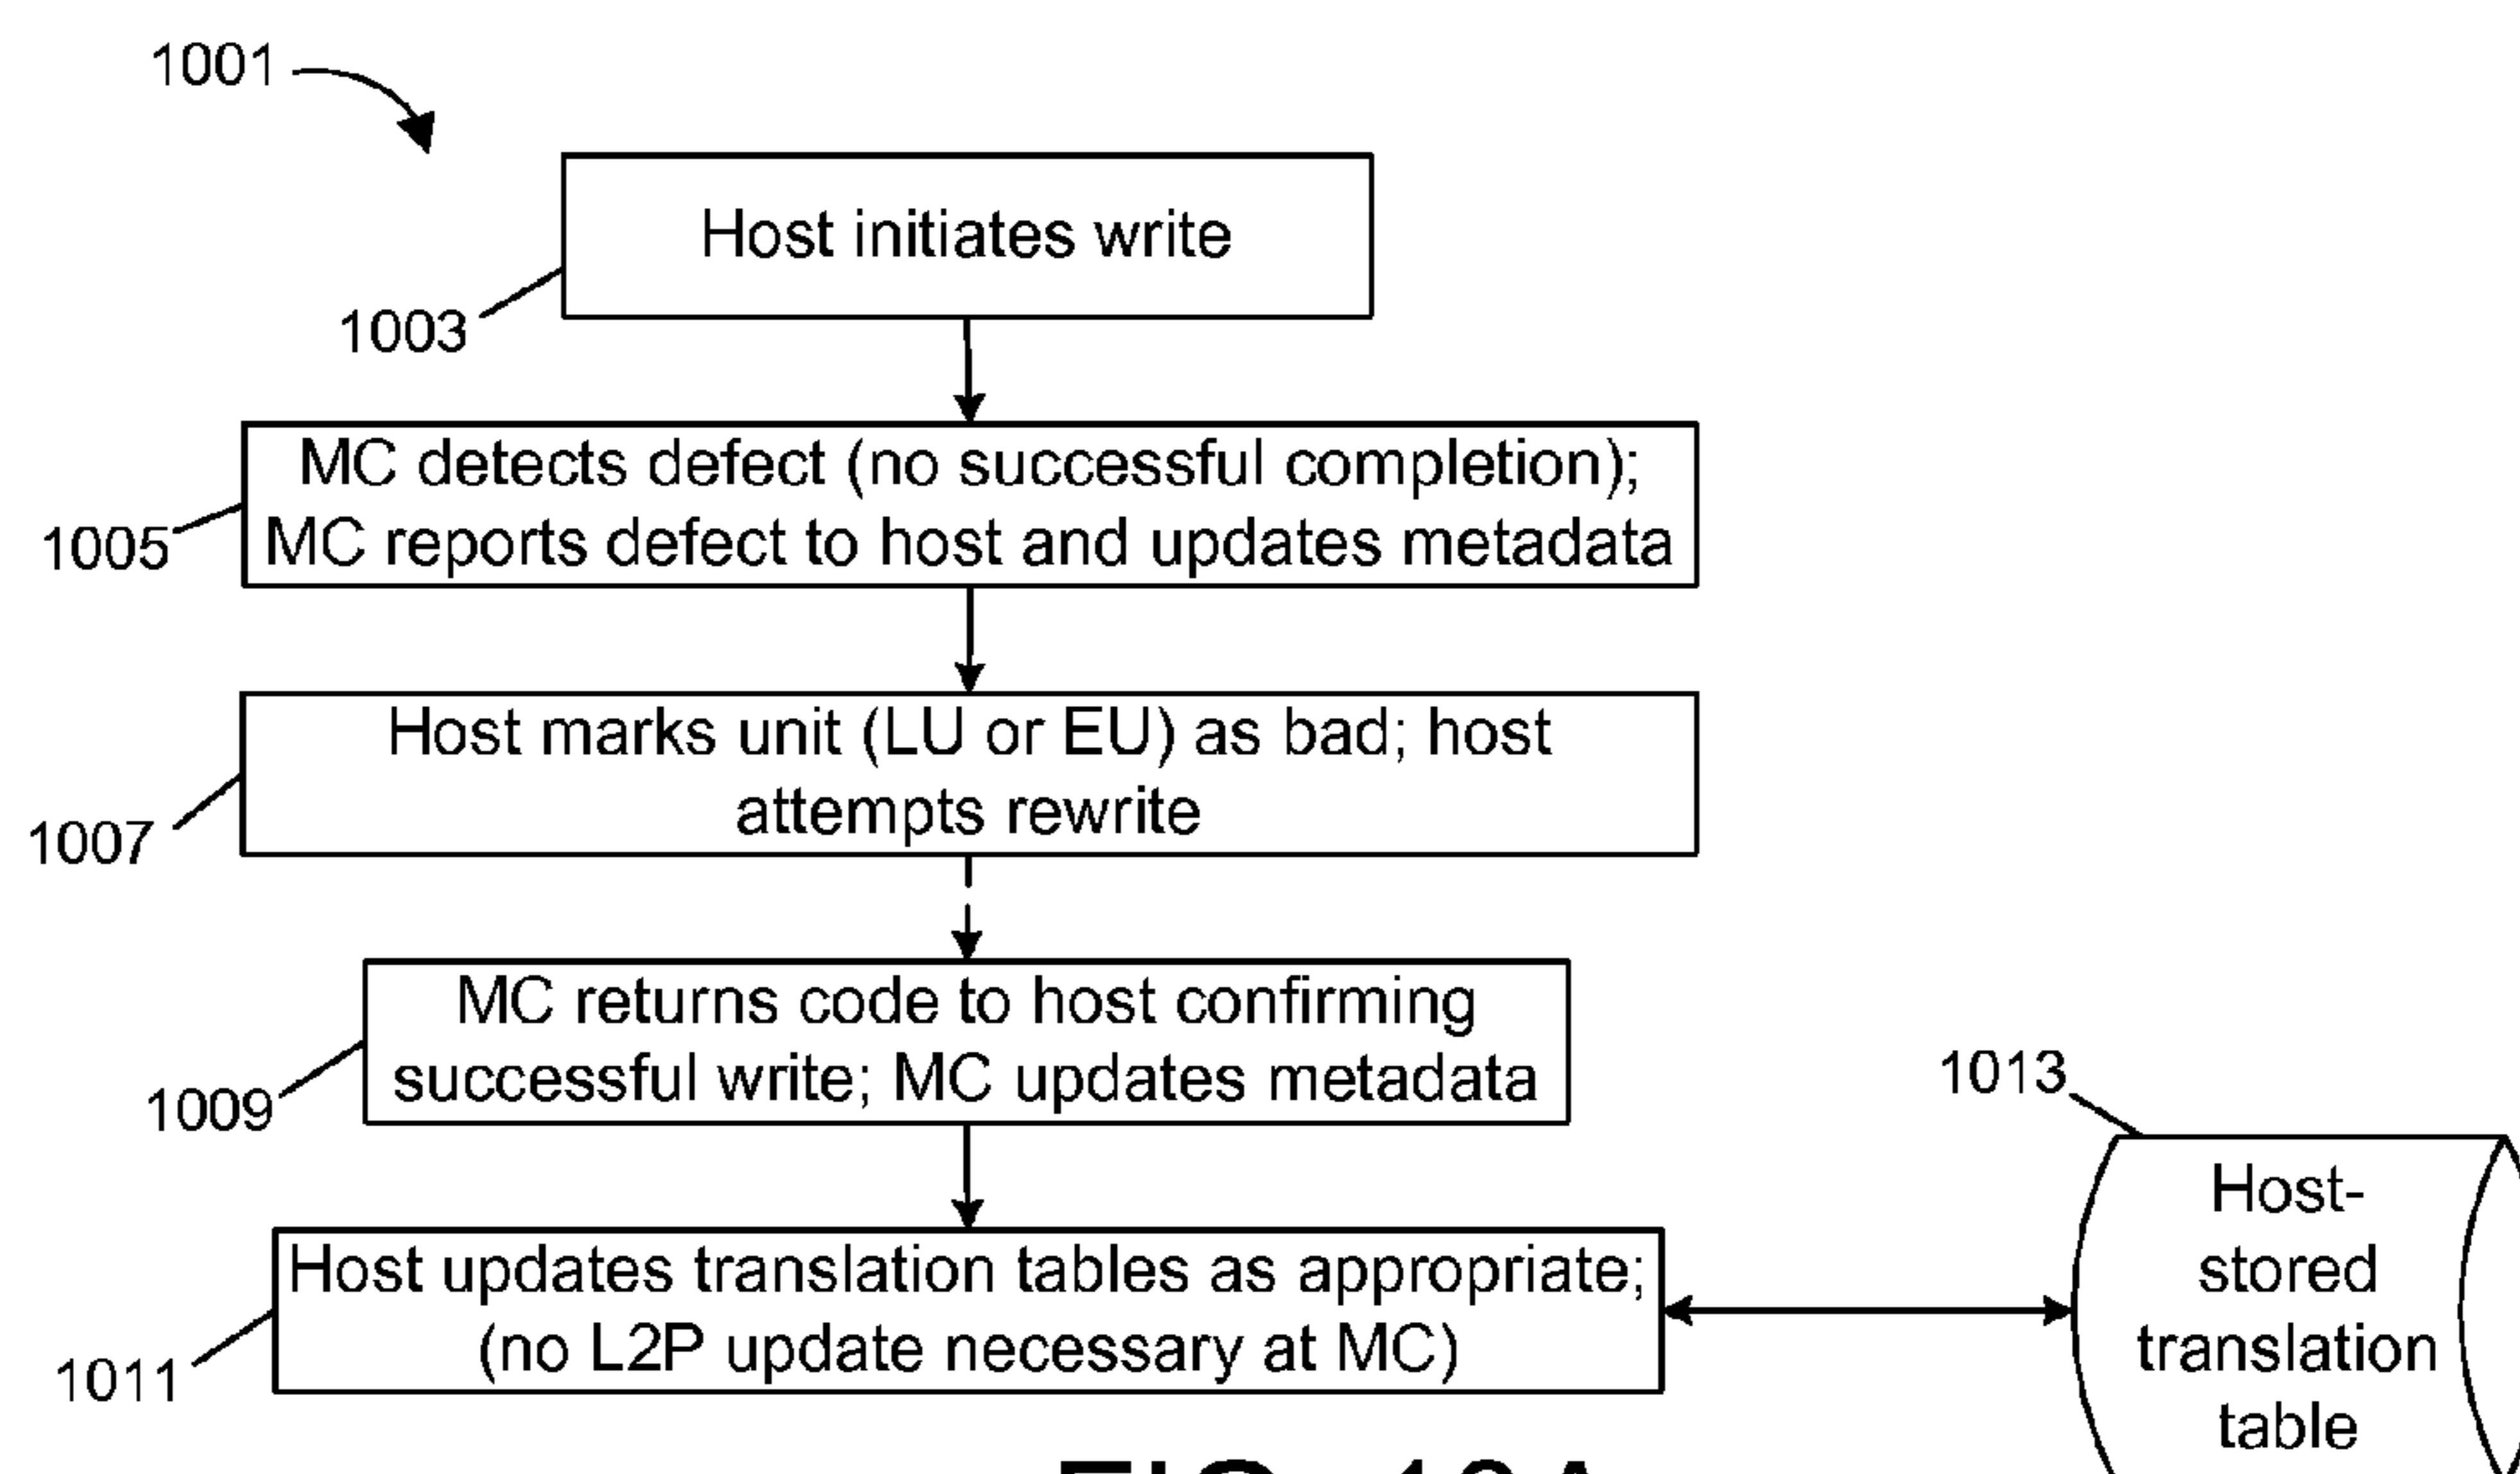 1001
Host initiates write
1003
MC detects defect (no successful completion);
MC reports defect to host and updates metadata
1005
Host marks unit (LU or EU) as bad; host
attempts rewrite
1007
MC returns code to host confirming
successful write; MC updates metadata
1009
1013
Host-
stored
translation
table
Host updates translation tables as appropriate;
(no L2P update necessary at MC)
1011